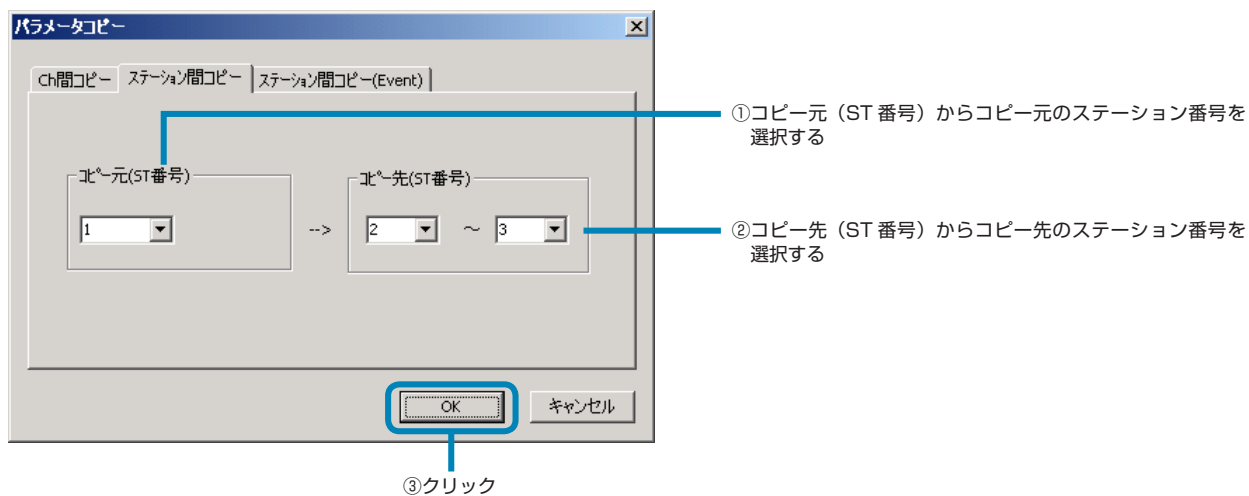 パラメータコピー
Ch間コピー ステーション間コピー ステーション間コピー(Event)
①コピー元（ST 番号）からコピー元のステーション番号を
選択する
コピー元(ST番号) コピー先(ST番号)
1 --> 2 ～ 3
②コピー先（ST 番号）からコピー先のステーション番号を
選択する
OK キャンセル
③クリック